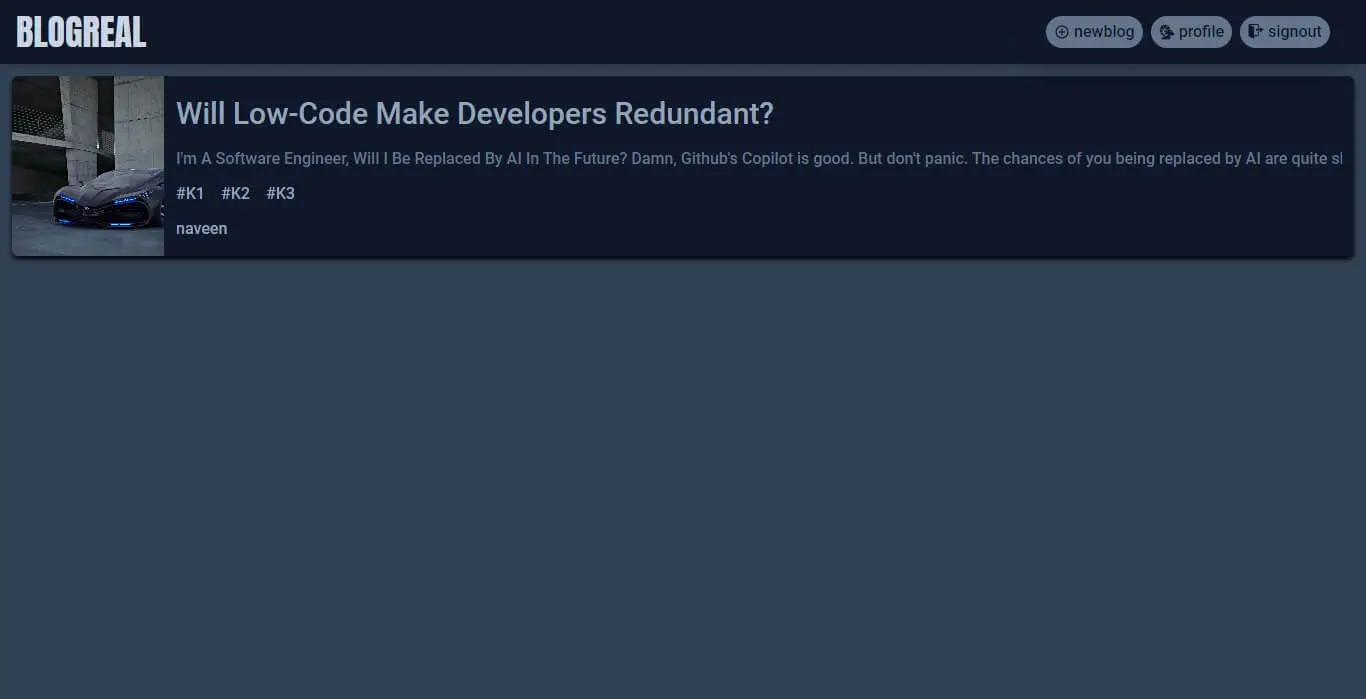 BLOGREAL
newblog
profile
signout
Will Low-Code Make Developers Redundant?
I'm A Software Engineer, Will I Be Replaced By AI In The Future? Damn, Github's Copilot is good. But don't panic. The chances of you being replaced by AI are quite
#K1 #K2 #K3
naveen